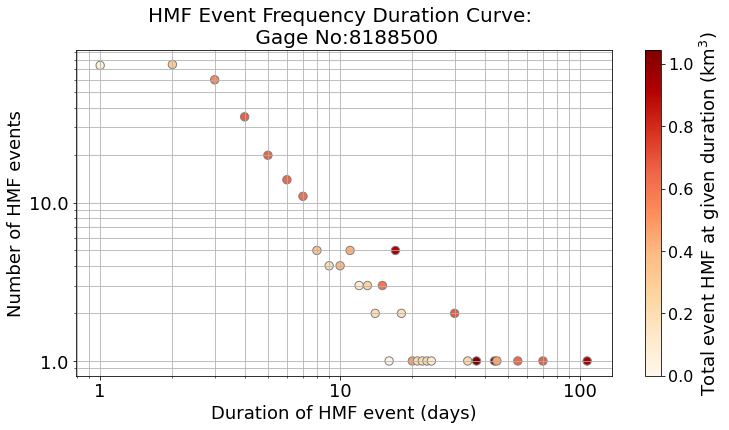 HMF Event Frequency Duration Curve:
Gage No:8188500
Number of HMF events
10.0
1.0
1
10
100
Duration of HMF event (days)
1.0
0.8
0.6
0.4
0.2
0.0
Total event HMF at given duration (km³)